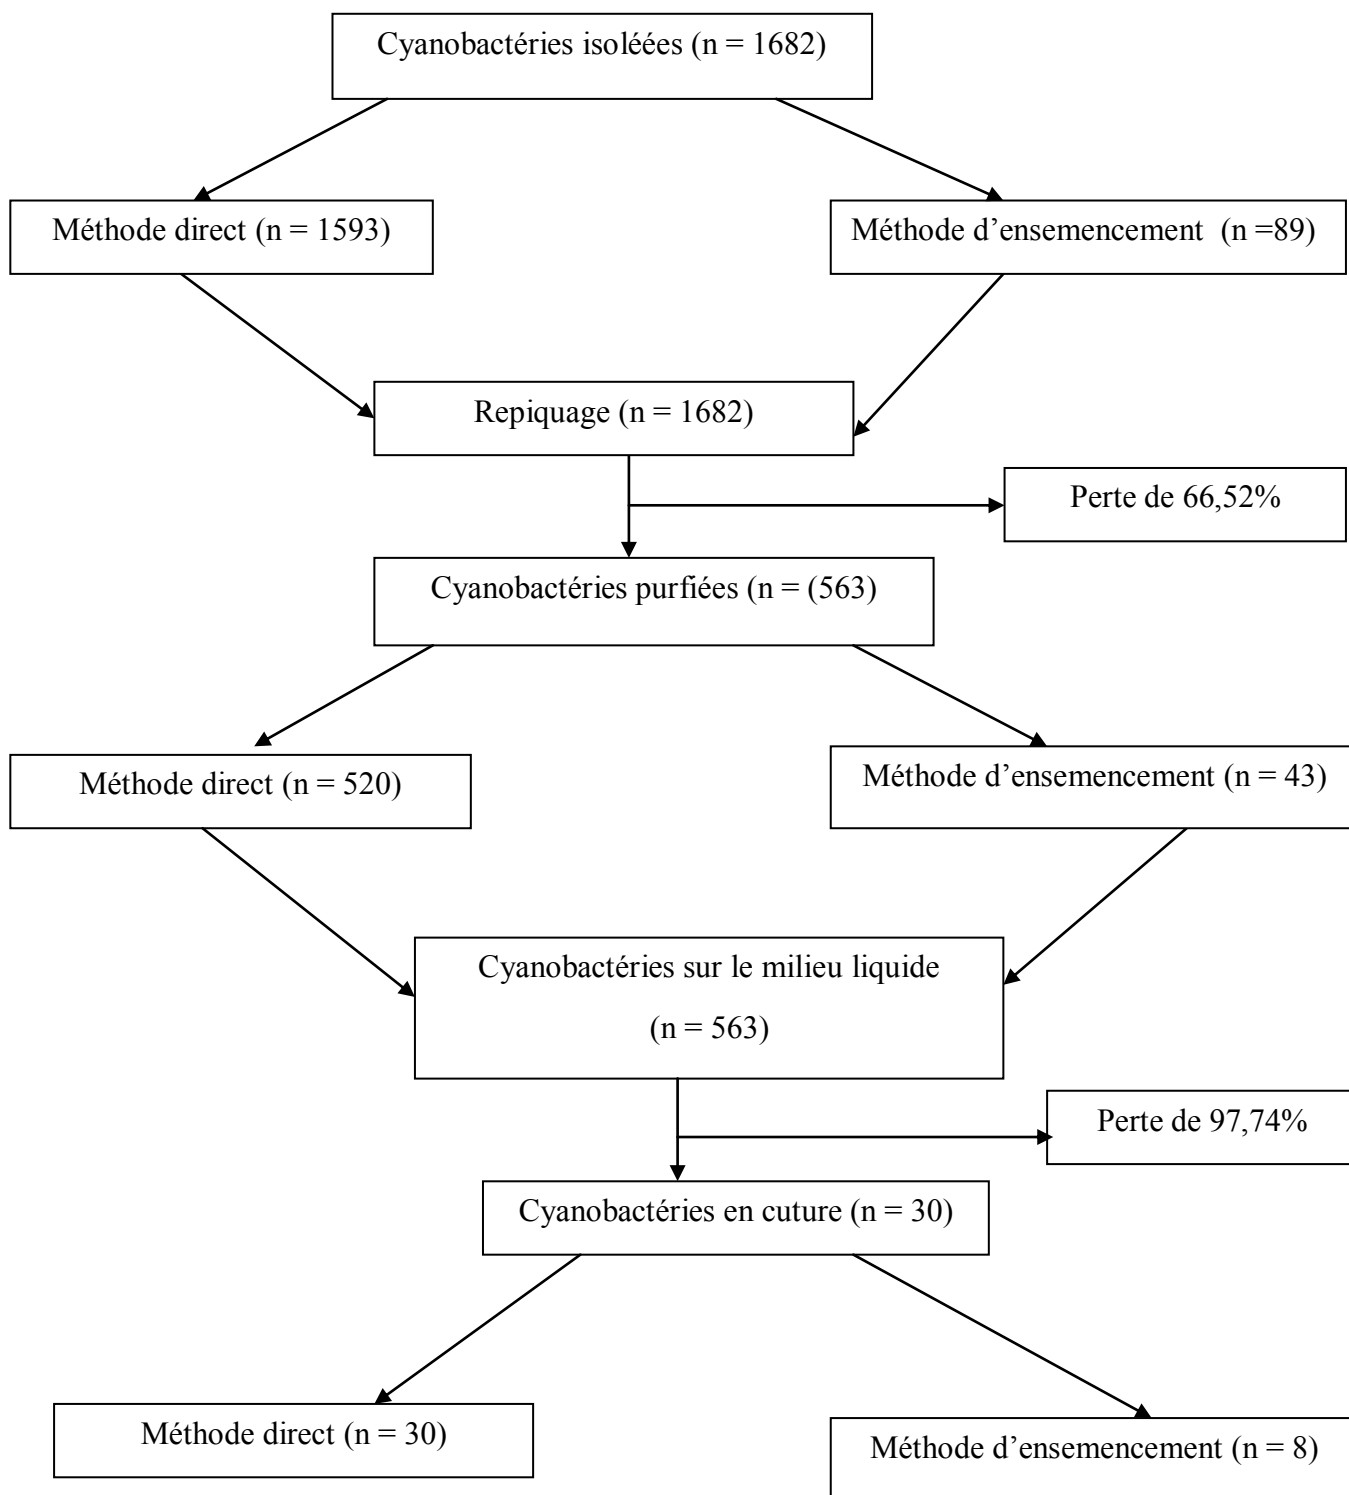 Cyanobactéries isoléées (n = 1682)
Méthode direct (n = 1593)
Méthode d’ensemencement (n =89)
Repiquage (n = 1682)
Perte de 66,52%
Cyanobactéries purfiées (n = (563)
Méthode direct (n = 520)
Méthode d’ensemencement (n = 43)
Cyanobactéries sur le milieu liquide
(n = 563)
Perte de 97,74%
Cyanobactéries en cuture (n = 30)
Méthode direct (n = 30)
Méthode d’ensemencement (n = 8)